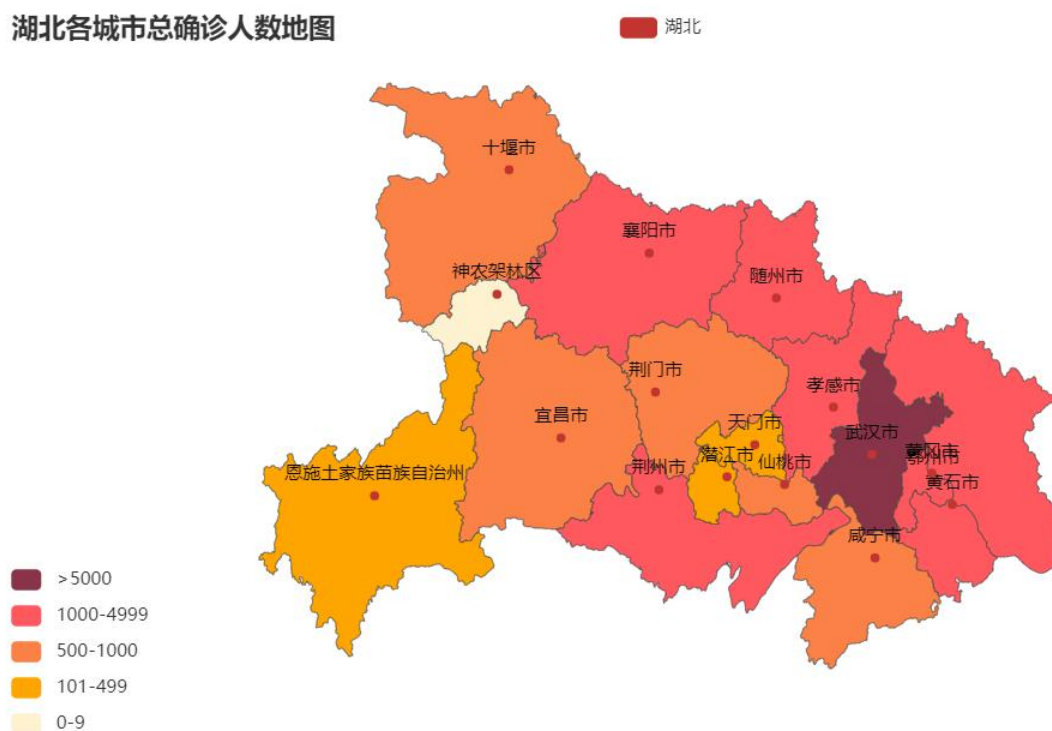 湖北各城市总确诊人数地图
湖北
十堰市
襄阳市
神农架林区
随州市
荆门市
孝感市
宜昌市
天门市
武汉市
黄冈市
鄂州市
潜江市
仙桃市
荆州市
恩施土家族苗族自治州
黄石市
咸宁市
>5000
1000-4999
500-1000
101-499
0-9